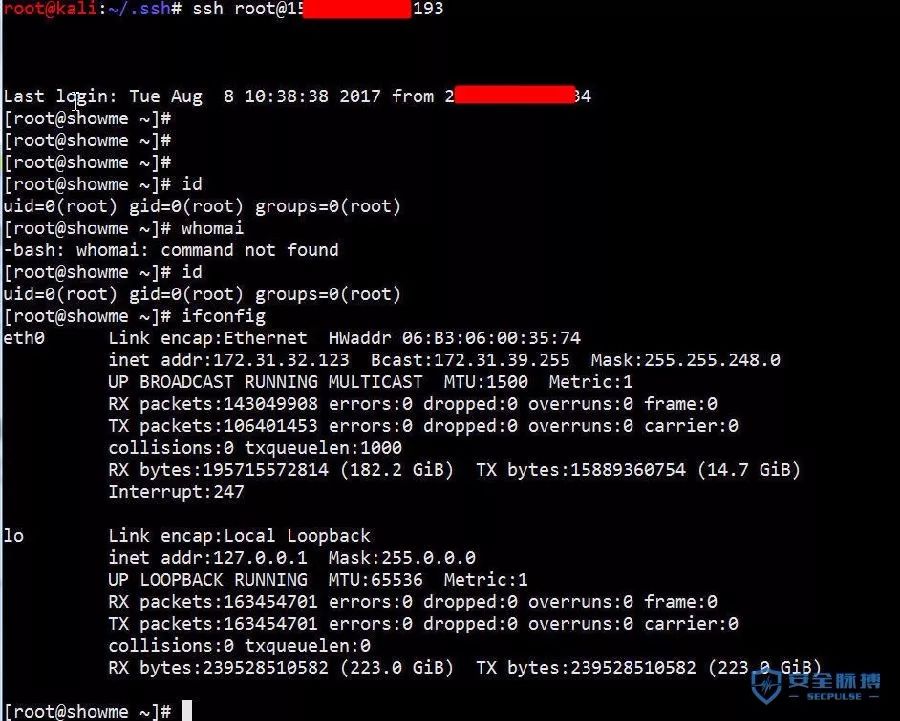 root@kali:~/.ssh# ssh root@15 193
Last login: Tue Aug  8 10:38:38 2017 from 2 34
[root@showme ~]#
[root@showme ~]#
[root@showme ~]#
[root@showme ~]# id
uid=0(root) gid=0(root) groups=0(root)
[root@showme ~]# whomai
-bash: whomai: command not found
[root@showme ~]# id
uid=0(root) gid=0(root) groups=0(root)
[root@showme ~]# ifconfig
eth0      Link encap:Ethernet  HWaddr 06:B3:06:00:35:74
          inet addr:172.31.32.123  Bcast:172.31.39.255  Mask:255.255.248.0
          UP BROADCAST RUNNING MULTICAST  MTU:1500  Metric:1
          RX packets:143049908 errors:0 dropped:0 overruns:0 frame:0
          TX packets:106401453 errors:0 dropped:0 overruns:0 carrier:0
          collisions:0 txqueuelen:1000
          RX bytes:195715572814 (182.2 GiB)  TX bytes:15889360754 (14.7 GiB)
          Interrupt:247
lo        Link encap:Local Loopback
          inet addr:127.0.0.1  Mask:255.0.0.0
          UP LOOPBACK RUNNING  MTU:65536  Metric:1
          RX packets:163454701 errors:0 dropped:0 overruns:0 frame:0
          TX packets:163454701 errors:0 dropped:0 overruns:0 carrier:0
          collisions:0 txqueuelen:0
          RX bytes:239528510582 (223.0 GiB)  TX bytes:239528510582 (223.0 GiB)
[root@showme ~]#
安全脉搏
SECPULSE